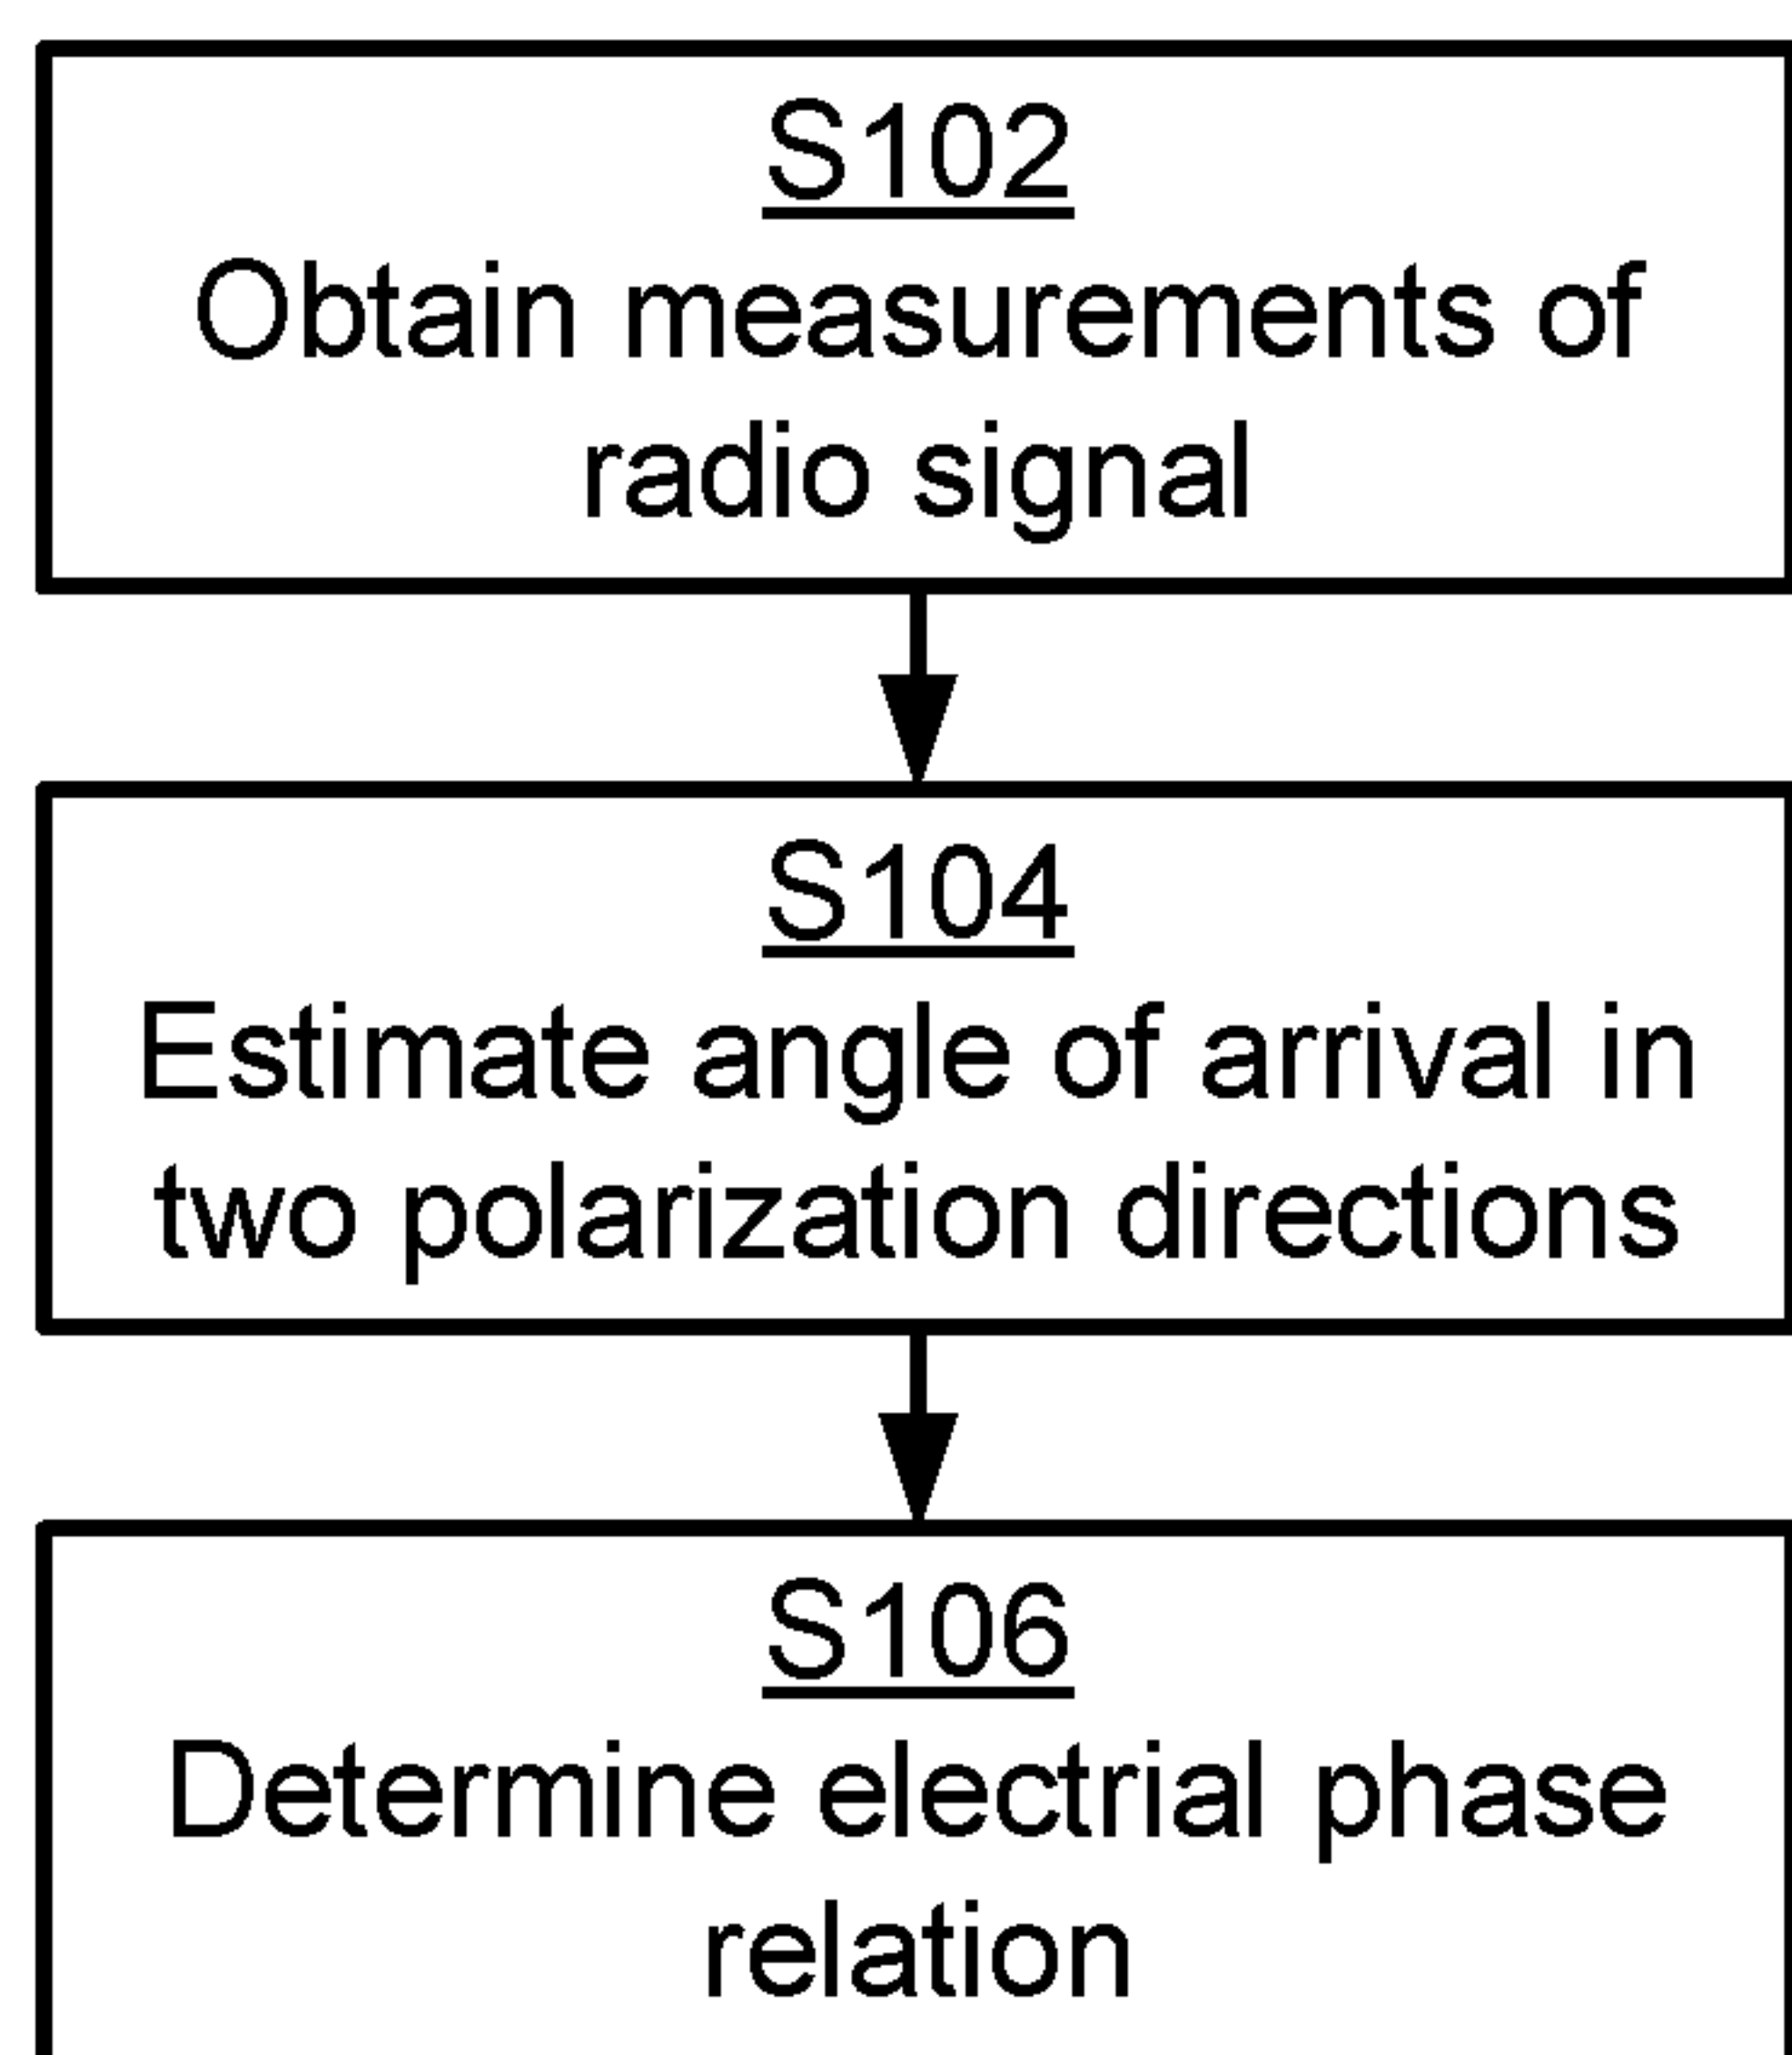 S102
Obtain measurements of
radio signal
S104
Estimate angle of arrival in
two polarization directions
S106
Determine electrial phase
relation